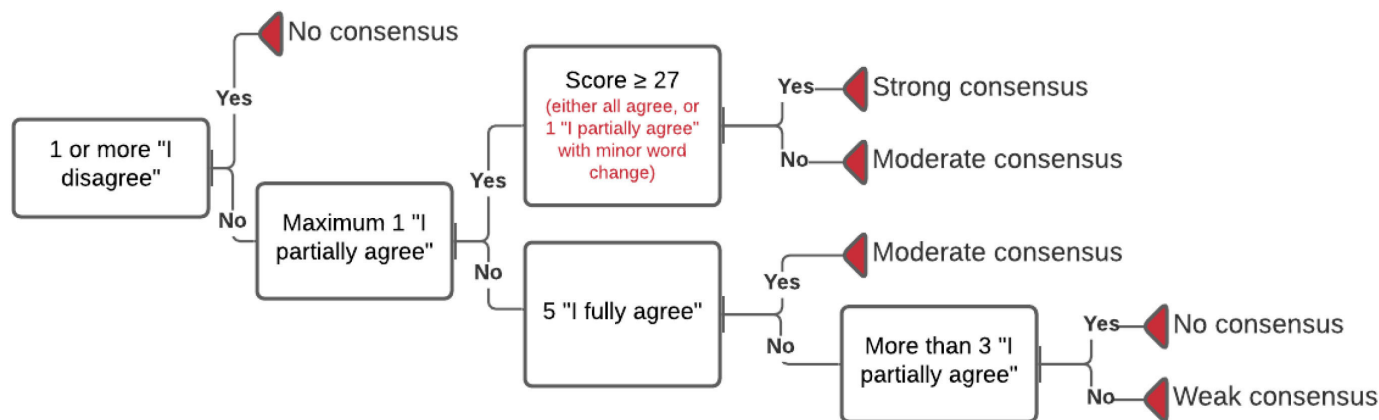 No consensus
Yes
1 or more "I
disagree"
No
Maximum 1 "I
partially agree"
Yes
Score ≥ 27
(either all agree, or
1 "I partially agree"
with minor word
change)
Yes
Strong consensus
No
Moderate consensus
No
5 "I fully agree"
Yes
Moderate consensus
No
More than 3 "I
partially agree"
Yes
No consensus
No
Weak consensus